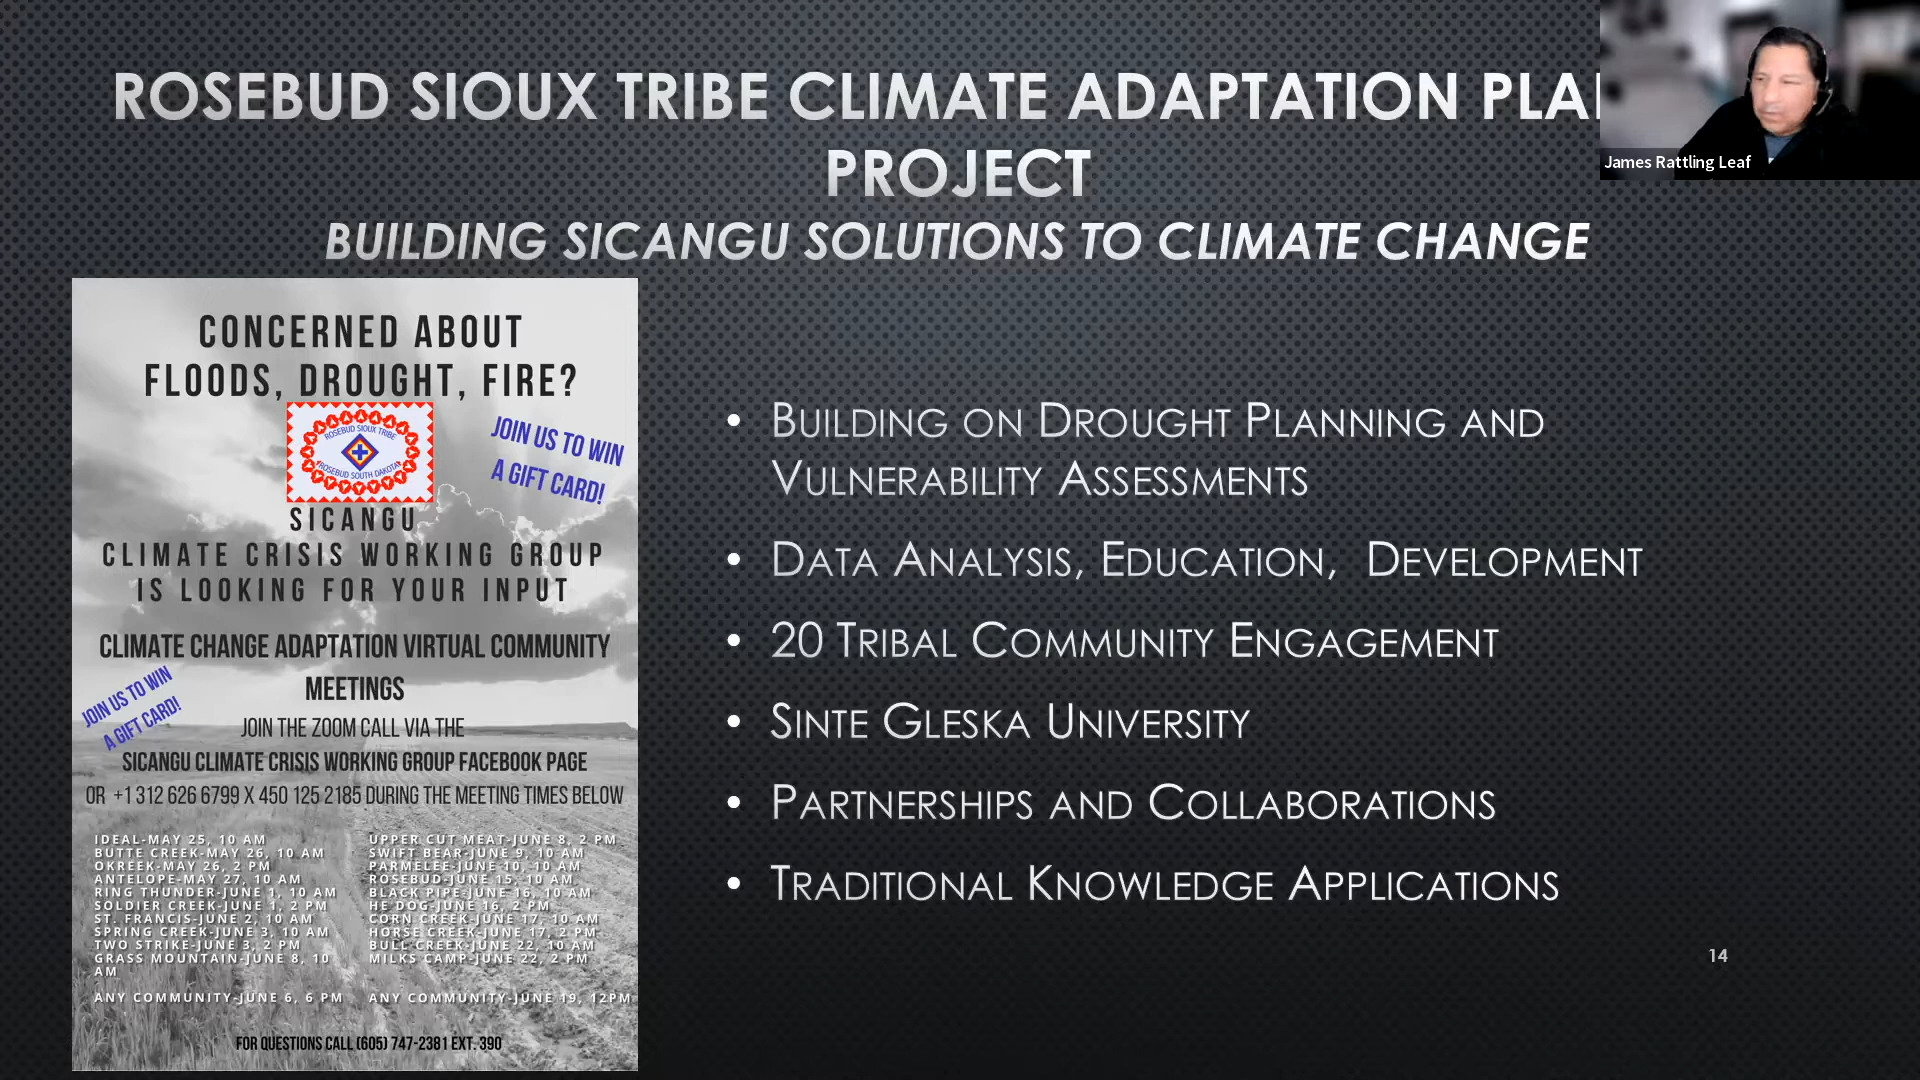 ROSEBUD SIOUX TRIBE CLIMATE ADAPTATION PLA
PROJECT
BUILDING SICANGU SOLUTIONS TO CLIMATE CHANGE
James Rattling Leaf
CONCERNED ABOUT
FLOODS, DROUGHT, FIRE?
ROSEBUD SIOUX TRIBE
ROSEBUD SOUTH DAKOTA
JOIN US TO WIN
A GIFT CARD!
SICANGU
CLIMATE CRISIS WORKING GROUP
IS LOOKING FOR YOUR INPUT
CLIMATE CHANGE ADAPTATION VIRTUAL COMMUNITY
MEETINGS
JOIN US TO WIN
A GIFT CARD!
JOIN THE ZOOM CALL VIA THE
SICANGU CLIMATE CRISIS WORKING GROUP FACEBOOK PAGE
OR +1 312 626 6799 X 450 125 2185 DURING THE MEETING TIMES BELOW
IDEAL-MAY 25, 10 AM
BUTTE CREEK-MAY 26, 10 AM
OKREEK-MAY 26, 2 PM
ANTELOPE-MAY 27, 10 AM
RING THUNDER-JUNE 1, 10 AM
SOLDIER CREEK-JUNE 1, 2 PM
ST. FRANCIS-JUNE 2, 10 AM
SPRING CREEK-JUNE 3, 10 AM
TWO STRIKE-JUNE 3, 2 PM
GRASS MOUNTAIN-JUNE 8, 10
AM
ANY COMMUNITY-JUNE 6, 6 PM
UPPER CUT MEAT-JUNE 8, 2 PM
SWIFT BEAR-JUNE 9, 10 AM
PARMELEE-JUNE 10, 10 AM
ROSEBUD-JUNE 15, 10 AM
BLACK PIPE-JUNE 16, 10 AM
HE DOG-JUNE 16, 2 PM
CORN CREEK-JUNE 17, 10 AM
HORSE CREEK-JUNE 17, 2 PM
BULL CREEK-JUNE 22, 10 AM
MILKS CAMP-JUNE 22, 2 PM
ANY COMMUNITY-JUNE 19, 12PM
FOR QUESTIONS CALL (605) 747-2381 EXT. 390
• BUILDING ON DROUGHT PLANNING AND
VULNERABILITY ASSESSMENTS
• DATA ANALYSIS, EDUCATION,  DEVELOPMENT
• 20 TRIBAL COMMUNITY ENGAGEMENT
• SINTE GLESKA UNIVERSITY
• PARTNERSHIPS AND COLLABORATIONS
• TRADITIONAL KNOWLEDGE APPLICATIONS
14